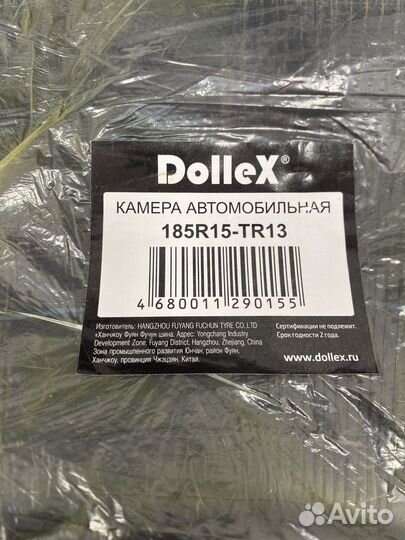 DolleX®
КАМЕРА АВТОМОБИЛЬНАЯ
185R15-TR13
4 680011 290155
Изготовитель: HANGZHOU FUYANG FUCHUN TYRE CO.,LTD
«Ханчжоу Фуян Фучун шина. Адрес: Yongchang Industry
Development Zone, Fuyang District, Hangzhou, Zhejiang, China
Зона промышленного развития Юнчан, район Фуян,
Ханчжоу, провинция Чжэцзян, Китай.
Сертификации не подлежит.
Срок годности 2 года.
www.dollex.ru
Avito